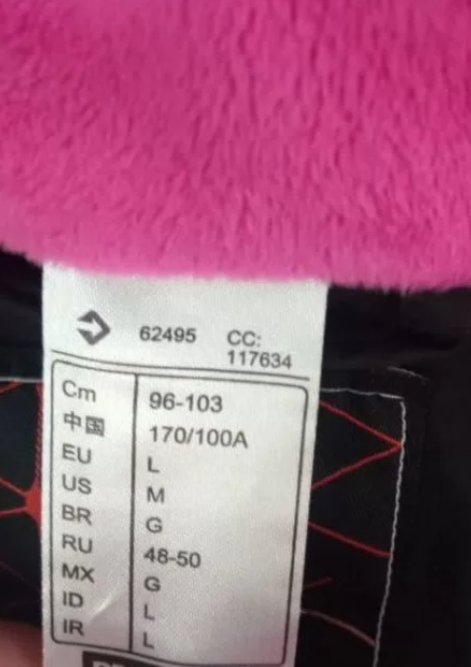 62495 CC:
117634
Cm 96-103
中国 170/100A
EU L
US M
BR G
RU 48-50
MX G
ID L
IR L